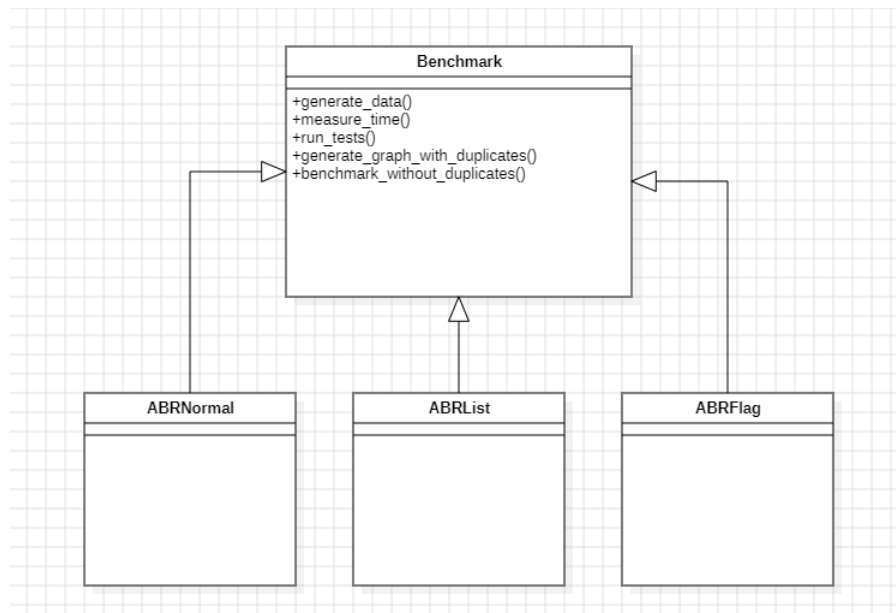 Benchmark
+generate_data()
+measure_time()
+run_tests()
+generate_graph_with_duplicates()
+benchmark_without_duplicates()
ABRNormal
ABRList
ABRFlag